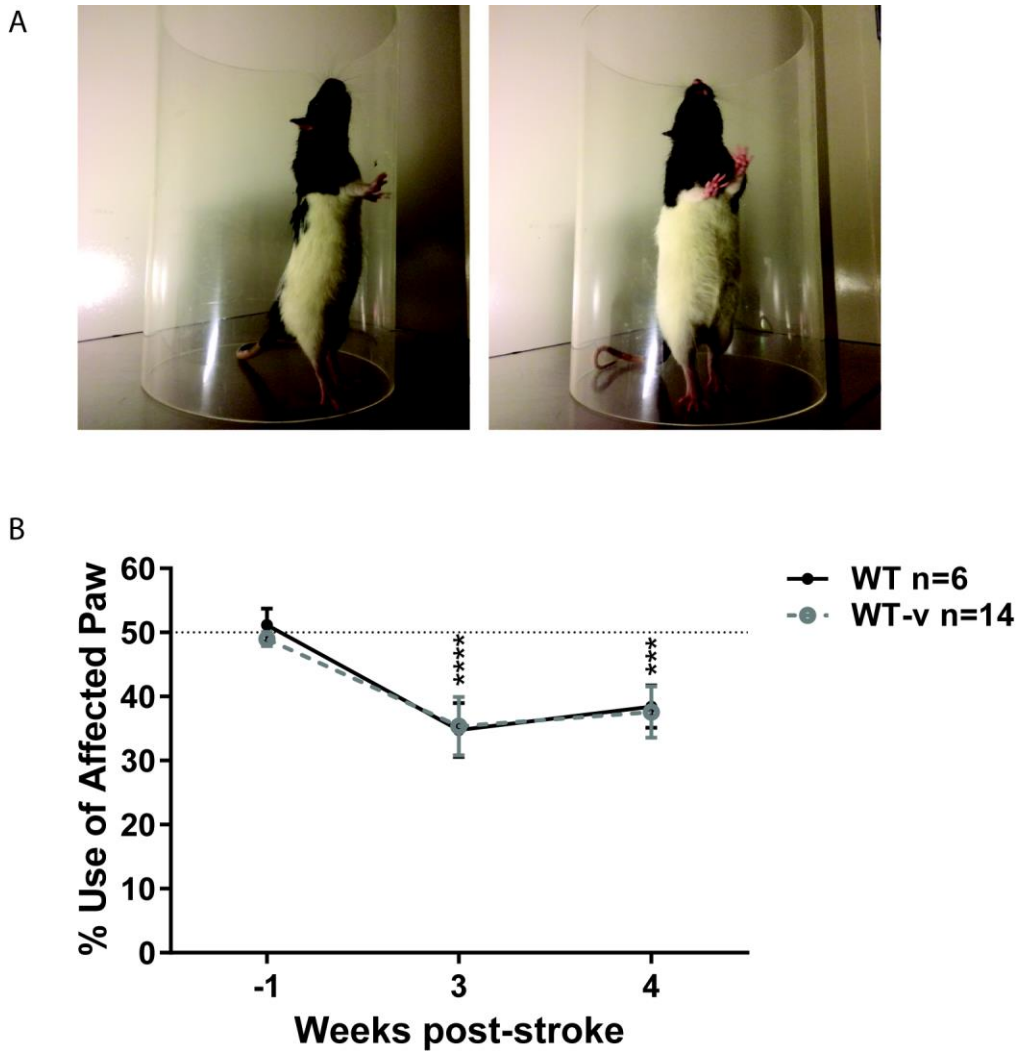 A
B
60
50
40
30
20
10
0
% Use of Affected Paw
****
***
WT n=6
WT-v n=14
-1 3 4
Weeks post-stroke